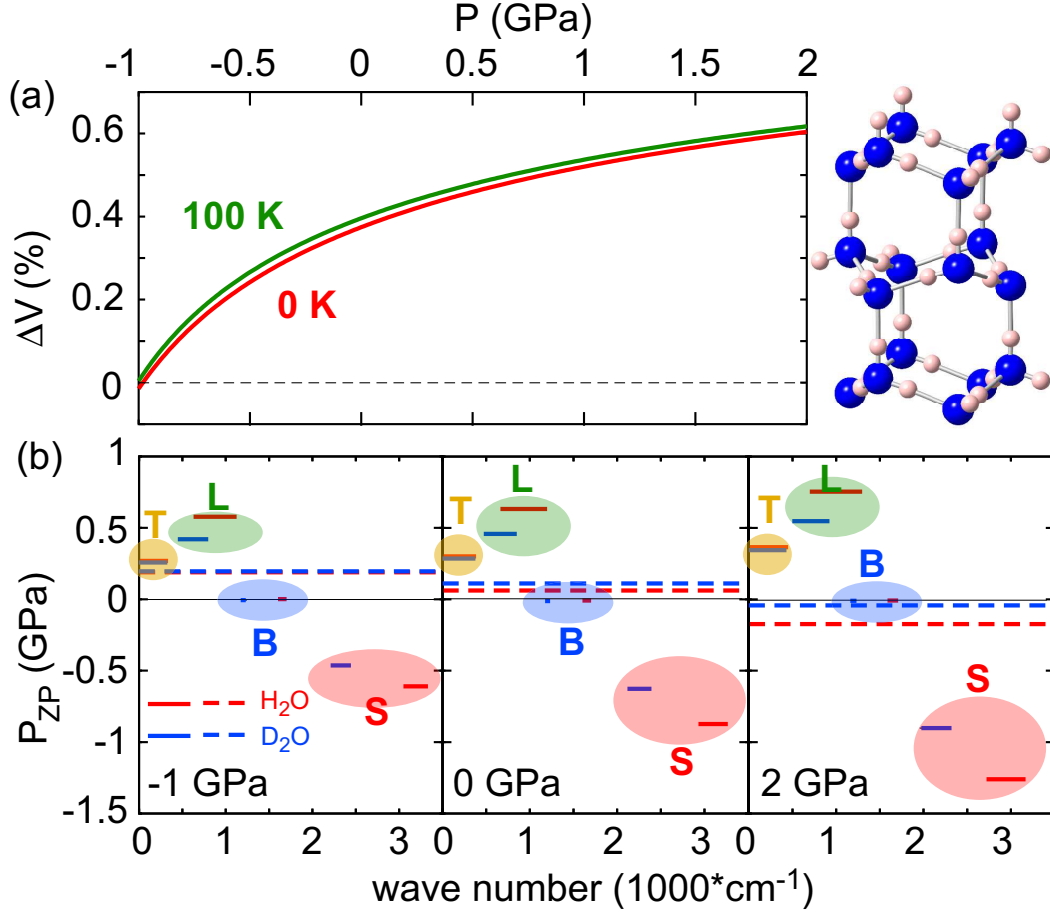 P (GPa)
-1 -0.5 0 0.5 1 1.5 2
(a)
0.6
0.4
0.2
0
ΔV (%)
100 K
0 K
(b)
1
0.5
0
-0.5
-1
-1.5
P_ZP (GPa)
T L B S
H₂O
D₂O
-1 GPa
T L B S
0 GPa
T L B S
2 GPa
0 1 2 3 0 1 2 3 0 1 2 3
wave number (1000*cm⁻¹)